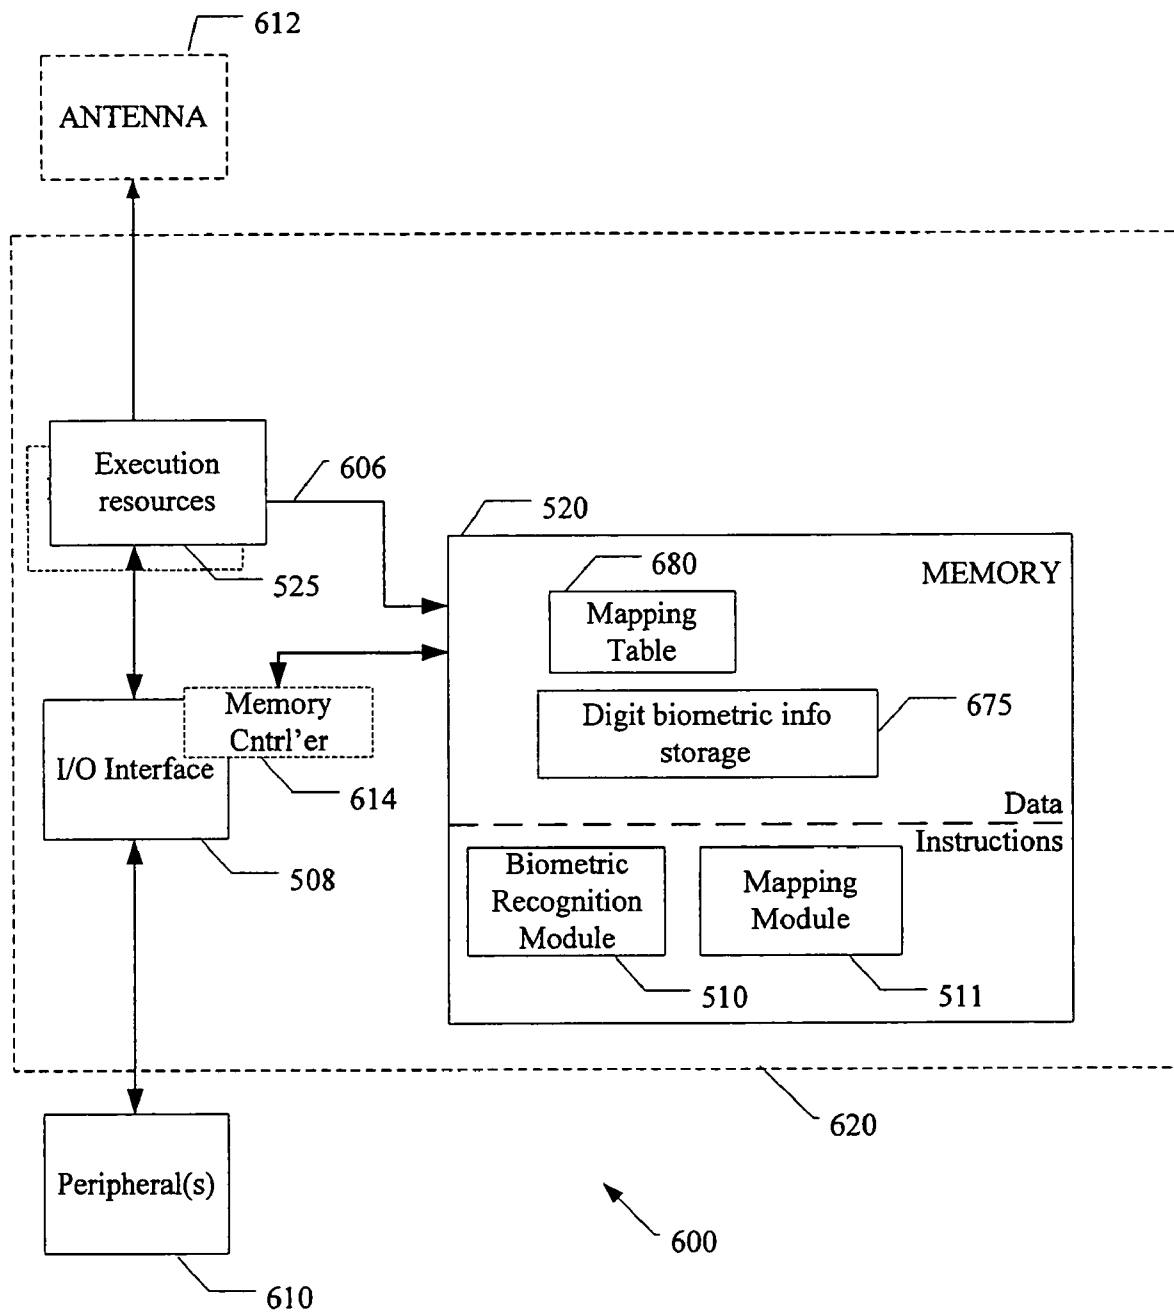 612
ANTENNA
Execution
resources
606
525
520
680
MEMORY
Mapping
Table
Memory
Cntrl'er
Digit biometric info
storage
675
I/O Interface
614
Data
Instructions
508
Biometric
Recognition
Module
Mapping
Module
510
511
620
Peripheral(s)
600
610